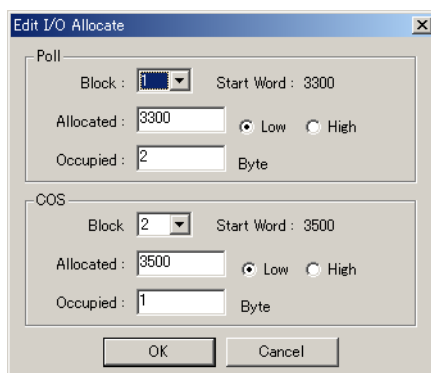 Edit I/O Allocate
Poll
Block : 1 Start Word : 3300
Allocated : 3300 Low High
Occupied : 2 Byte
COS
Block 2 Start Word : 3500
Allocated : 3500 Low High
Occupied : 1 Byte
OK Cancel